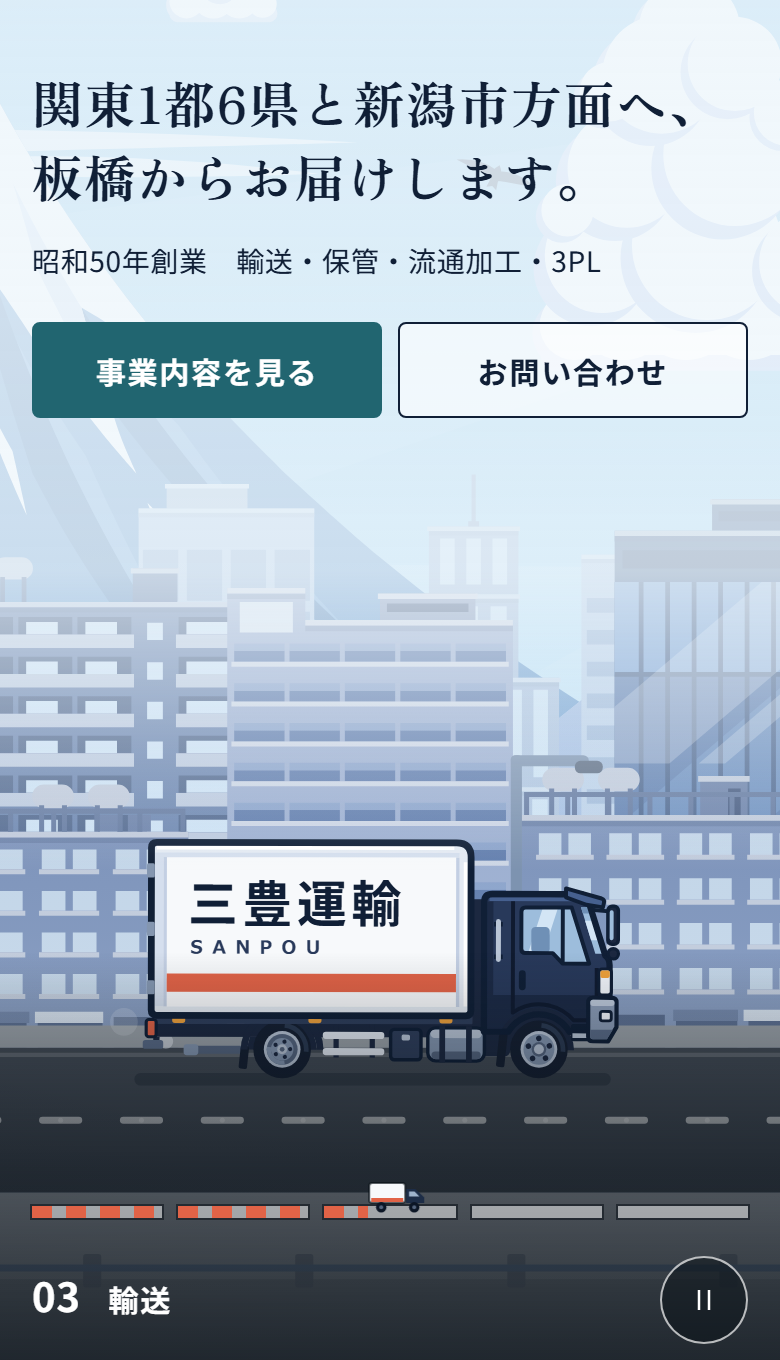 関東1都6県と新潟市方面へ、
板橋からお届けします。
昭和50年創業　輸送・保管・流通加工・3PL
事業内容を見る
お問い合わせ
三豊運輸
SANPOU
03 輸送